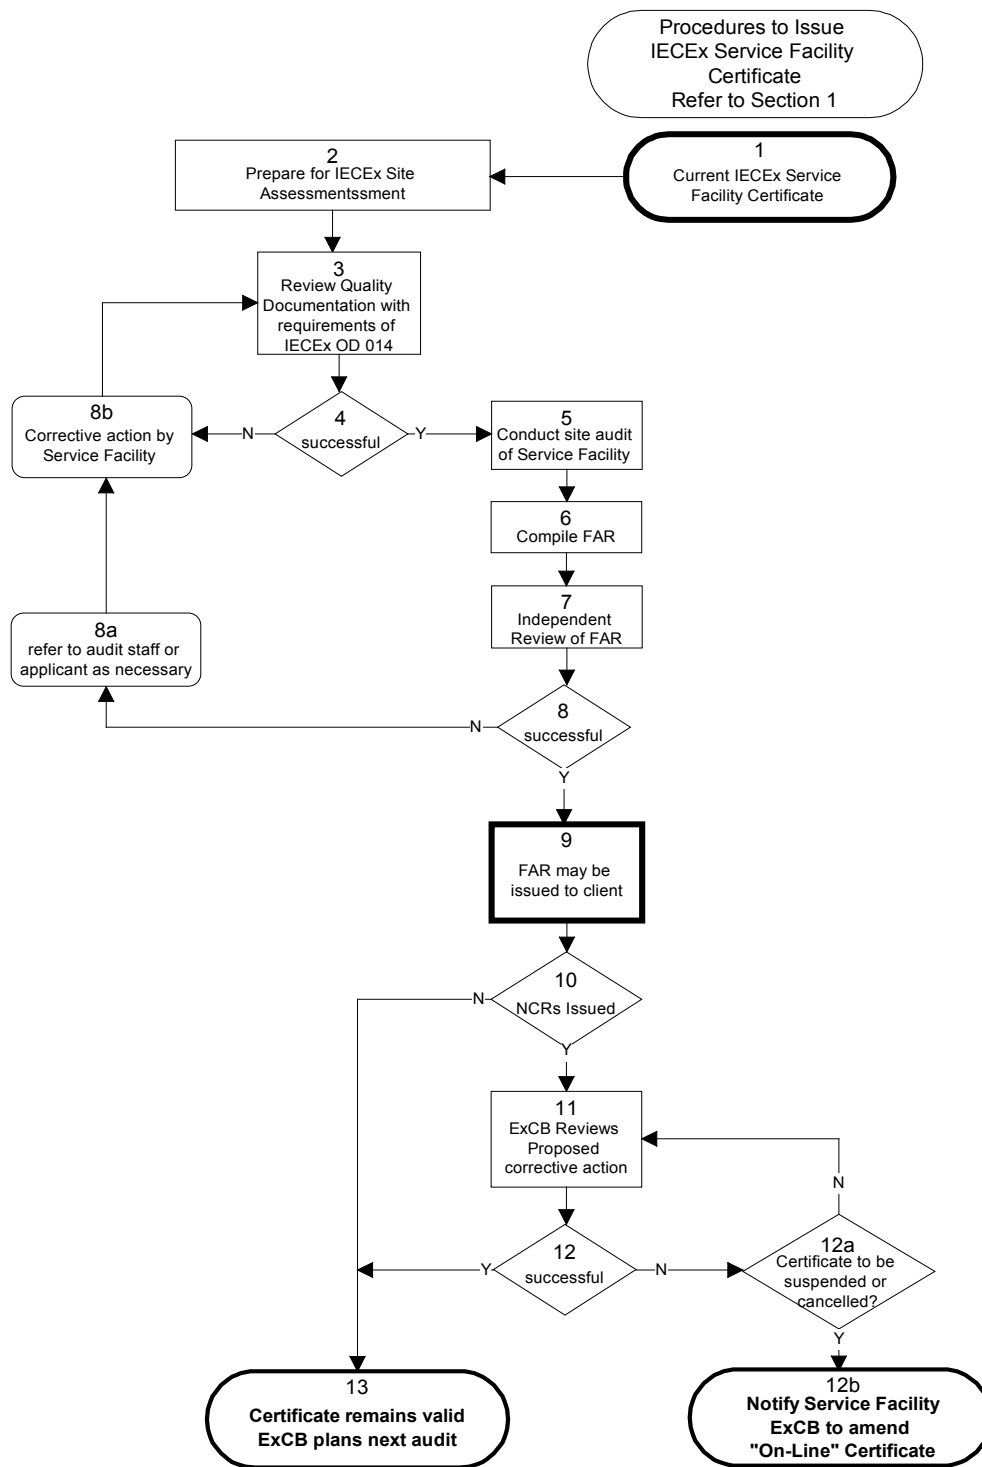 Procedures to Issue
IECEx Service Facility
Certificate
Refer to Section 1
1
Current IECEx Service
Facility Certificate
2
Prepare for IECEx Site
Assessmentssment
3
Review Quality
Documentation with
requirements of
IECEx OD 014
4
successful
N
Y
8b
Corrective action by
Service Facility
5
Conduct site audit
of Service Facility
6
Compile FAR
7
Independent
Review of FAR
8a
refer to audit staff or
applicant as necessary
8
successful
N
Y
9
FAR may be
issued to client
10
NCRs Issued
N
Y
11
ExCB Reviews
Proposed
corrective action
N
12
successful
Y
N
12a
Certificate to be
suspended or
cancelled?
Y
13
Certificate remains valid
ExCB plans next audit
12b
Notify Service Facility
ExCB to amend
"On-Line" Certificate